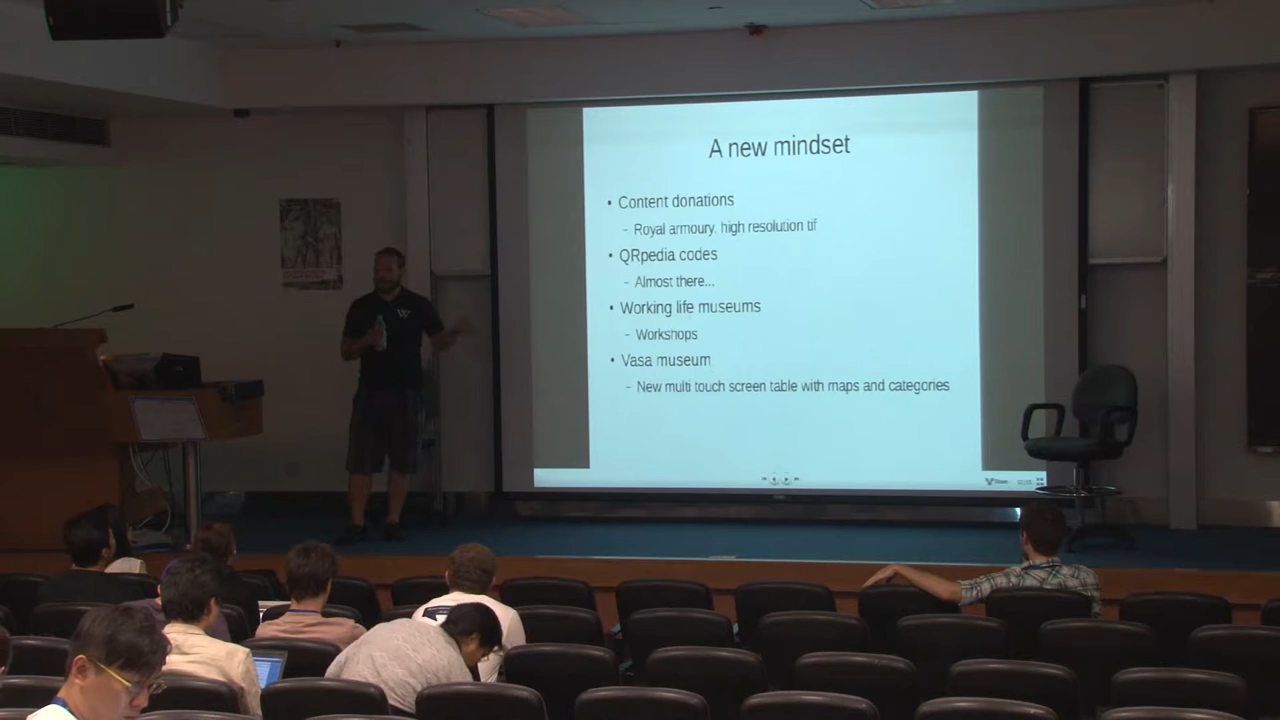 A new mindset
• Content donations
– Royal armoury, high resolution tif
• QRpedia codes
– Almost there...
• Working life museums
– Workshops
• Vasa museum
– New multi touch screen table with maps and categories
W